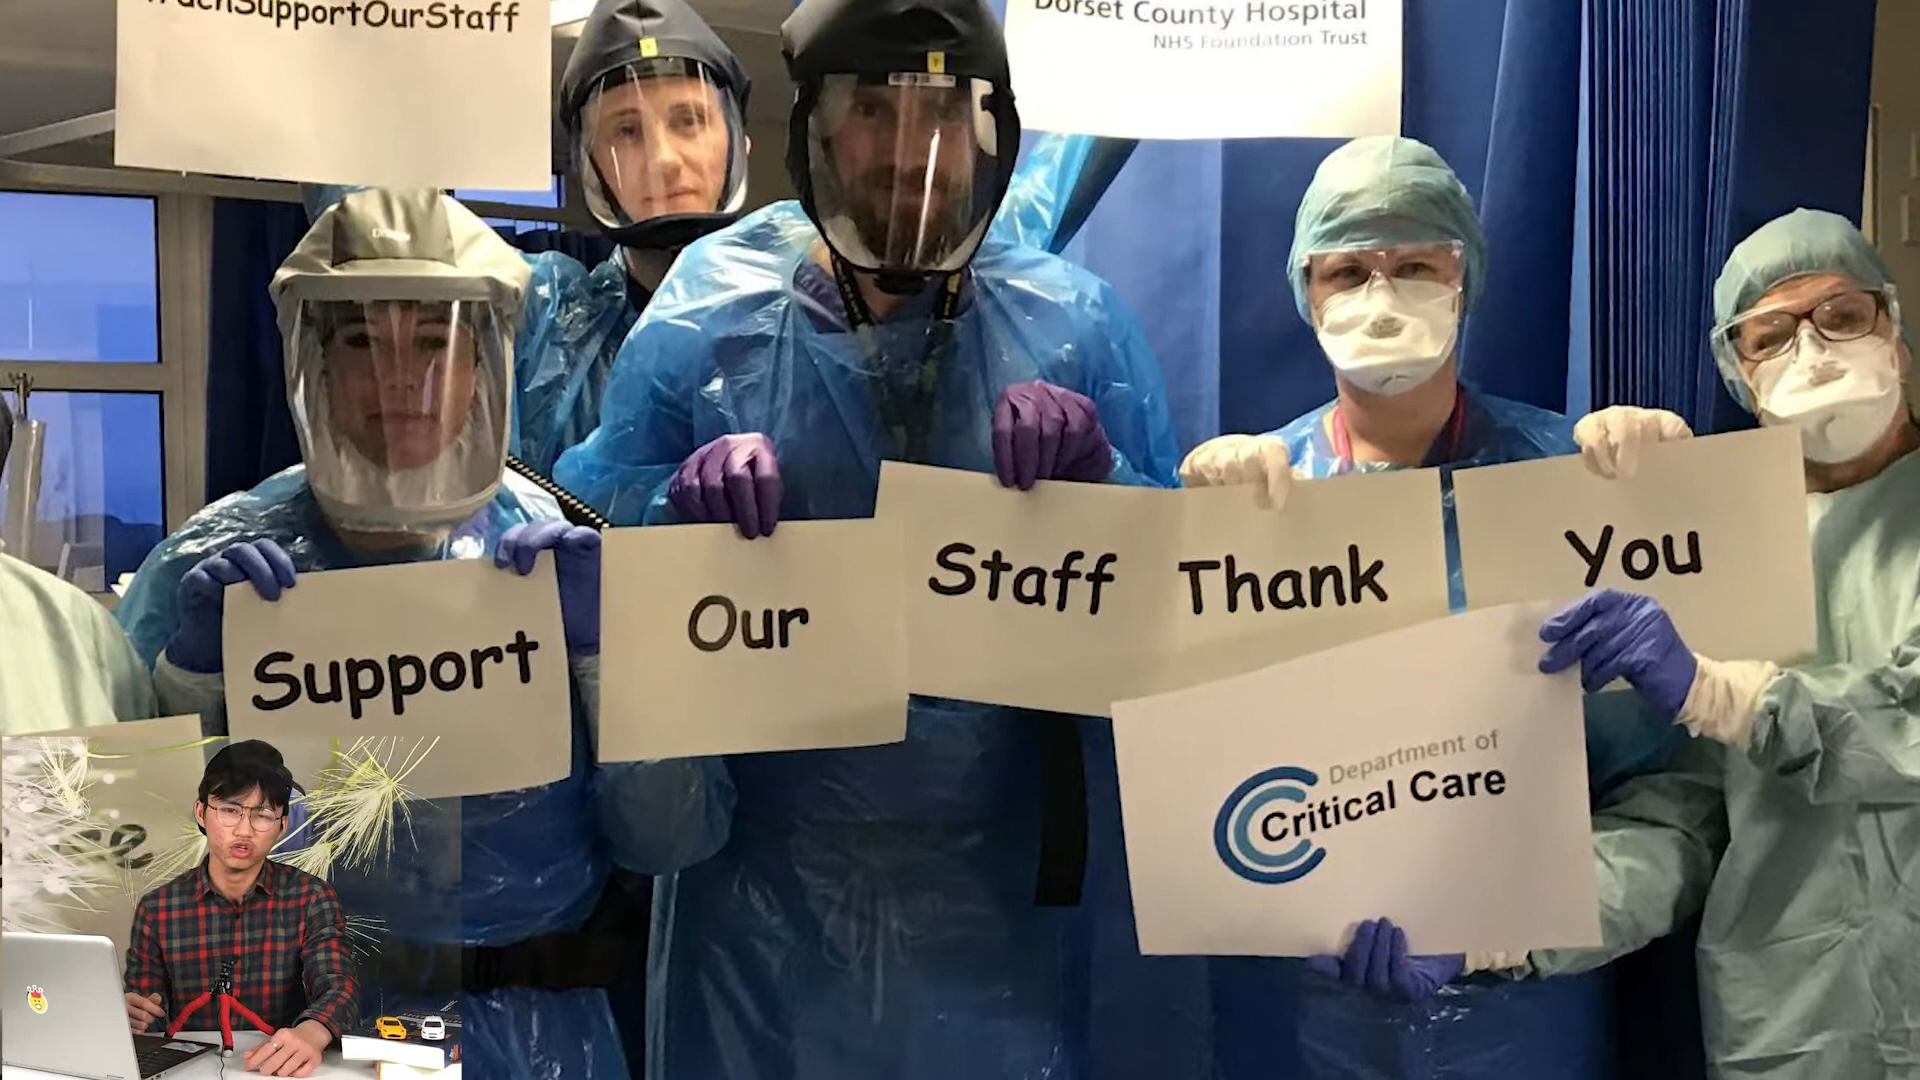 SupportOurStaff
Dorset County Hospital
NHS Foundation Trust
Support Our Staff Thank You
Department of
Critical Care